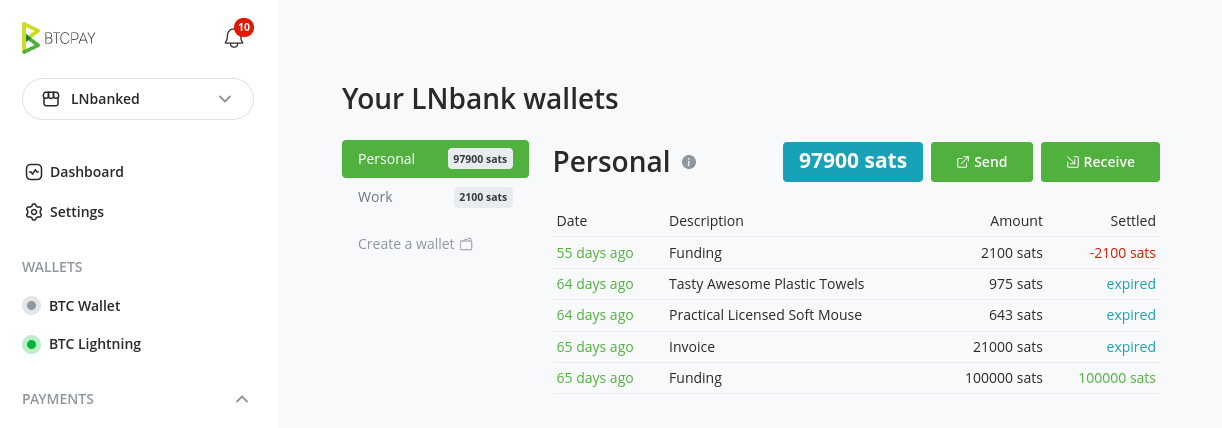 BTCPAY
10
LNbanked
Dashboard
Settings
WALLETS
BTC Wallet
BTC Lightning
PAYMENTS
Your LNbank wallets
Personal 97900 sats
Work 2100 sats
Create a wallet
Personal 97900 sats Send Receive
Date Description Amount Settled
55 days ago Funding 2100 sats -2100 sats
64 days ago Tasty Awesome Plastic Towels 975 sats expired
64 days ago Practical Licensed Soft Mouse 643 sats expired
65 days ago Invoice 21000 sats expired
65 days ago Funding 100000 sats 100000 sats